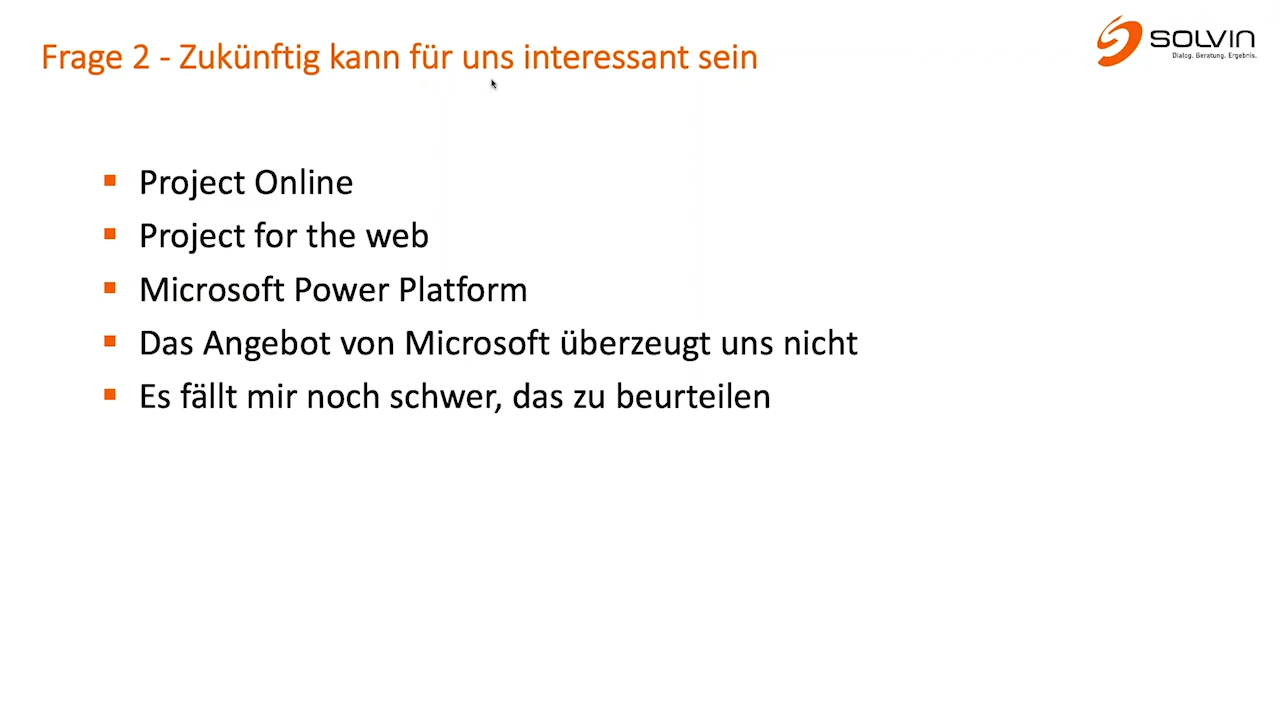 Frage 2 - Zukünftig kann für uns interessant sein
SOLVIN
Dialog. Beratung. Ergebnis.
Project Online
Project for the web
Microsoft Power Platform
Das Angebot von Microsoft überzeugt uns nicht
Es fällt mir noch schwer, das zu beurteilen